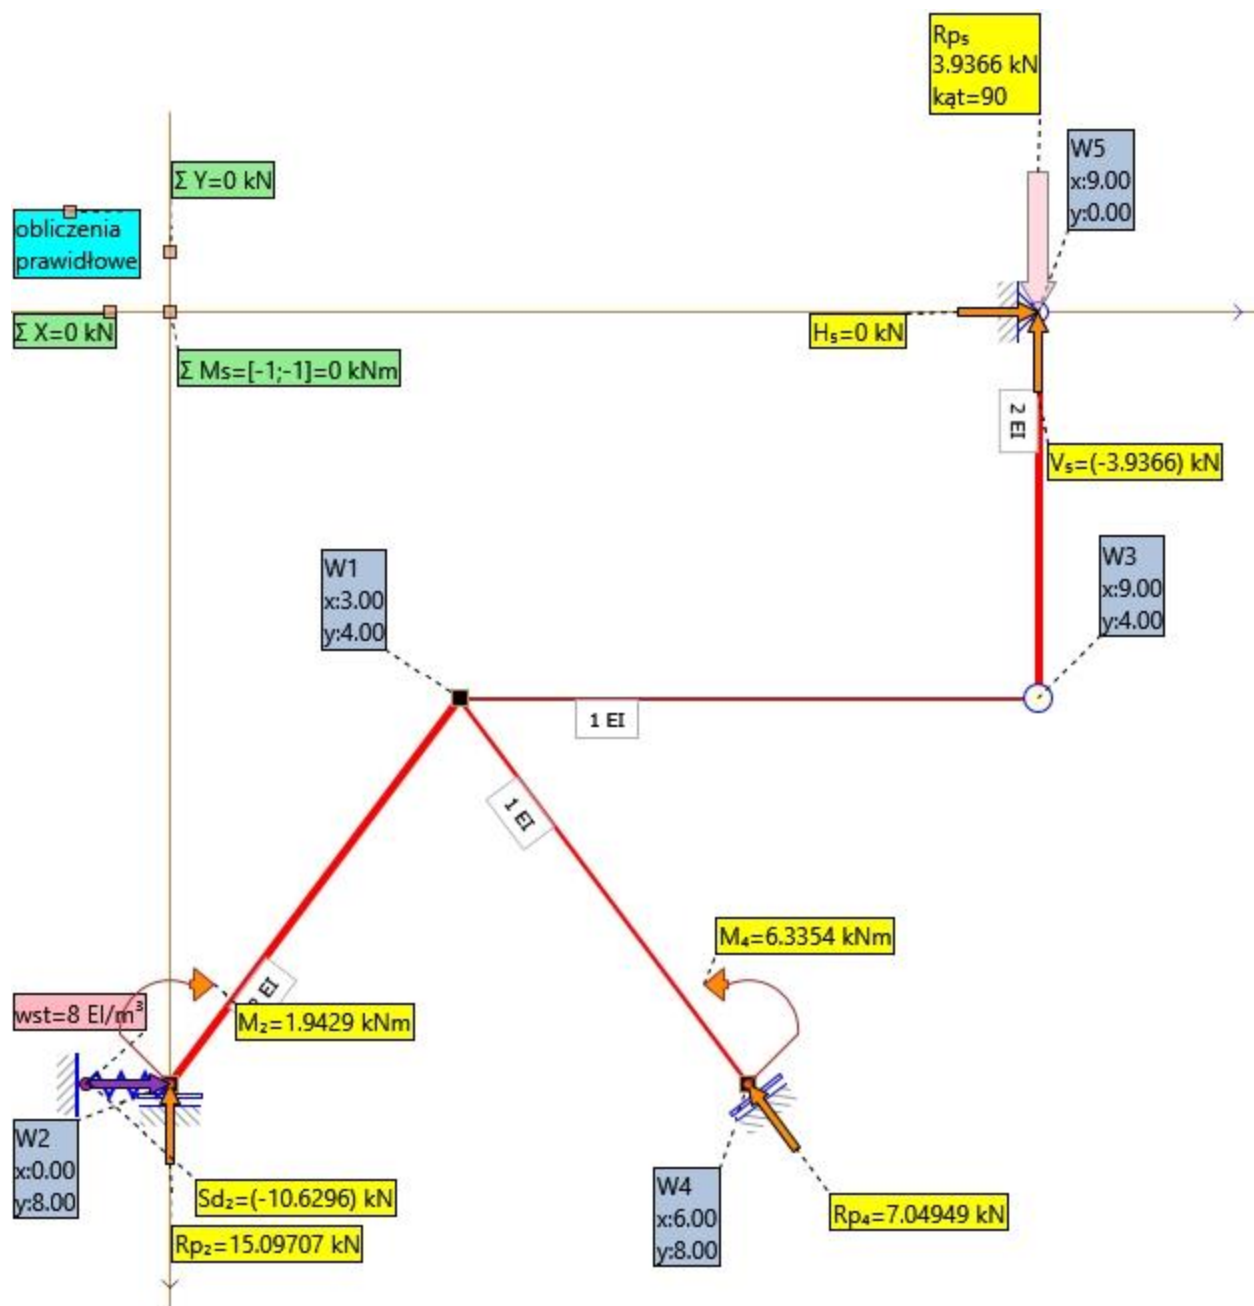 Rp₅
3.9366 kN
kąt=90
W5
x:9.00
y:0.00
Σ Y=0 kN
obliczenia
prawidłowe
Σ X=0 kN
H₅=0 kN
Σ Ms=[-1;-1]=0 kNm
2 EI
V₅=(-3.9366) kN
W1
x:3.00
y:4.00
W3
x:9.00
y:4.00
1 EI
1 EI
M₄=6.3354 kNm
EI
wst=8 EI/m³
M₂=1.9429 kNm
W2
x:0.00
y:8.00
Sd₂=(-10.6296) kN
W4
x:6.00
y:8.00
Rp₄=7.04949 kN
Rp₂=15.09707 kN